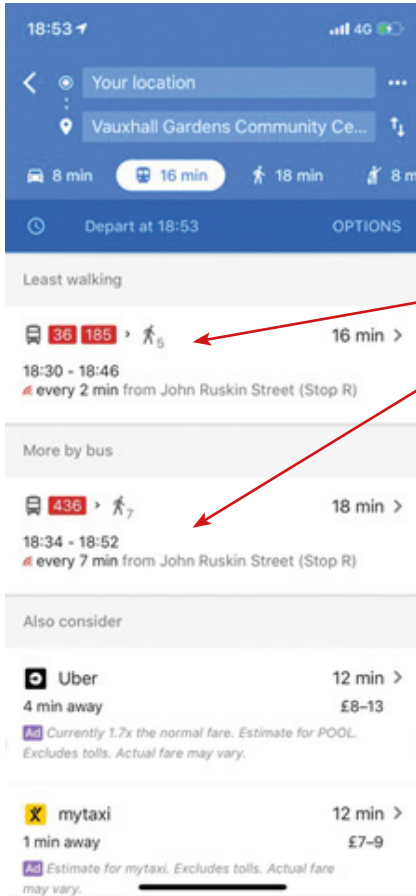 18:53 4G
Your location
Vauxhall Gardens Community Ce...
8 min 16 min 18 min 8 m
Depart at 18:53 OPTIONS
Least walking
36 185 › 5 16 min >
18:30 - 18:46
every 2 min from John Ruskin Street (Stop R)
More by bus
436 › 7 18 min >
18:34 - 18:52
every 7 min from John Ruskin Street (Stop R)
Also consider
Uber 12 min >
4 min away £8–13
Ad Currently 1.7x the normal fare. Estimate for POOL.
Excludes tolls. Actual fare may vary.
mytaxi 12 min >
1 min away £7–9
Ad Estimate for mytaxi. Excludes tolls. Actual fare
may vary.